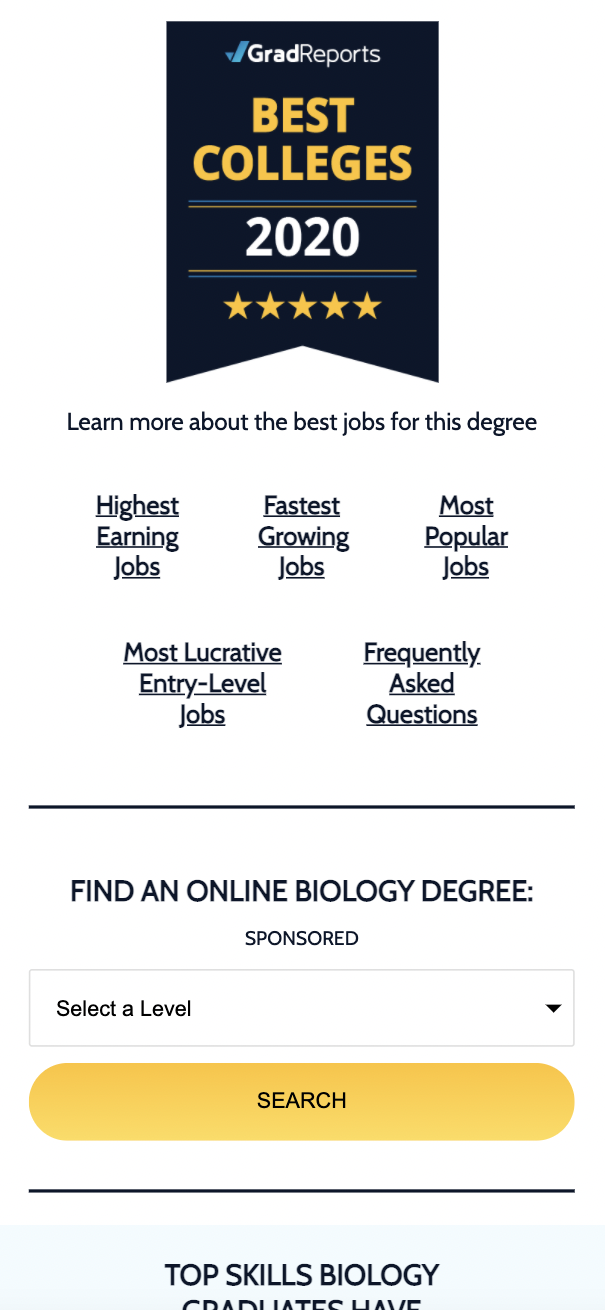 GradReports
BEST
COLLEGES
2020
Learn more about the best jobs for this degree
Highest
Earning
Jobs
Fastest
Growing
Jobs
Most
Popular
Jobs
Most Lucrative
Entry-Level
Jobs
Frequently
Asked
Questions
FIND AN ONLINE BIOLOGY DEGREE:
SPONSORED
Select a Level
SEARCH
TOP SKILLS BIOLOGY
GRADUATES HAVE